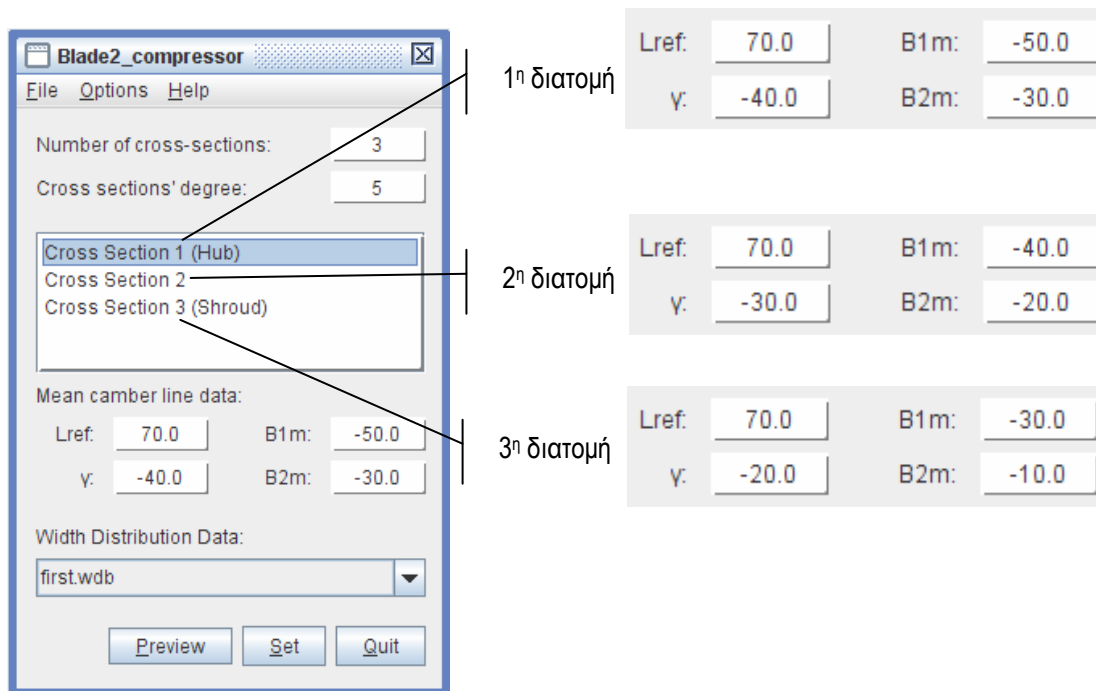 Blade2_compressor
File Options Help
Number of cross-sections: 3
Cross sections' degree: 5
Cross Section 1 (Hub)
Cross Section 2
Cross Section 3 (Shroud)
Mean camber line data:
Lref: 70.0 B1m: -50.0
γ: -40.0 B2m: -30.0
Width Distribution Data:
first.wdb
Preview Set Quit
1η διατομή
Lref: 70.0 B1m: -50.0
γ: -40.0 B2m: -30.0
2η διατομή
Lref: 70.0 B1m: -40.0
γ: -30.0 B2m: -20.0
3η διατομή
Lref: 70.0 B1m: -30.0
γ: -20.0 B2m: -10.0